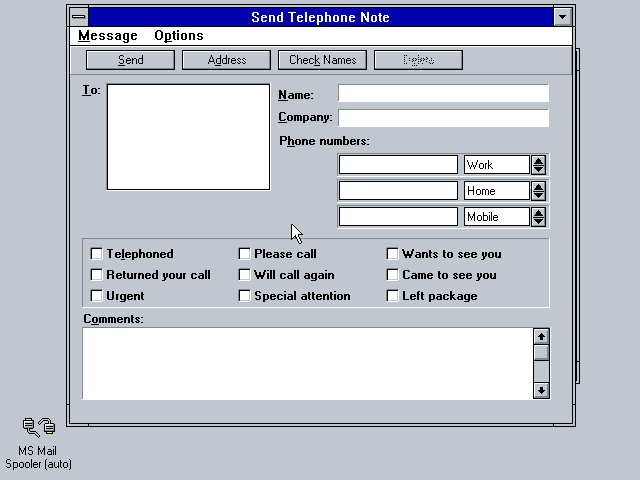 Send Telephone Note
Message Options
Send Address Check Names Delete
To:
Name:
Company:
Phone numbers:
Work
Home
Mobile
Telephoned Please call Wants to see you
Returned your call Will call again Came to see you
Urgent Special attention Left package
Comments:
MS Mail
Spooler (auto)